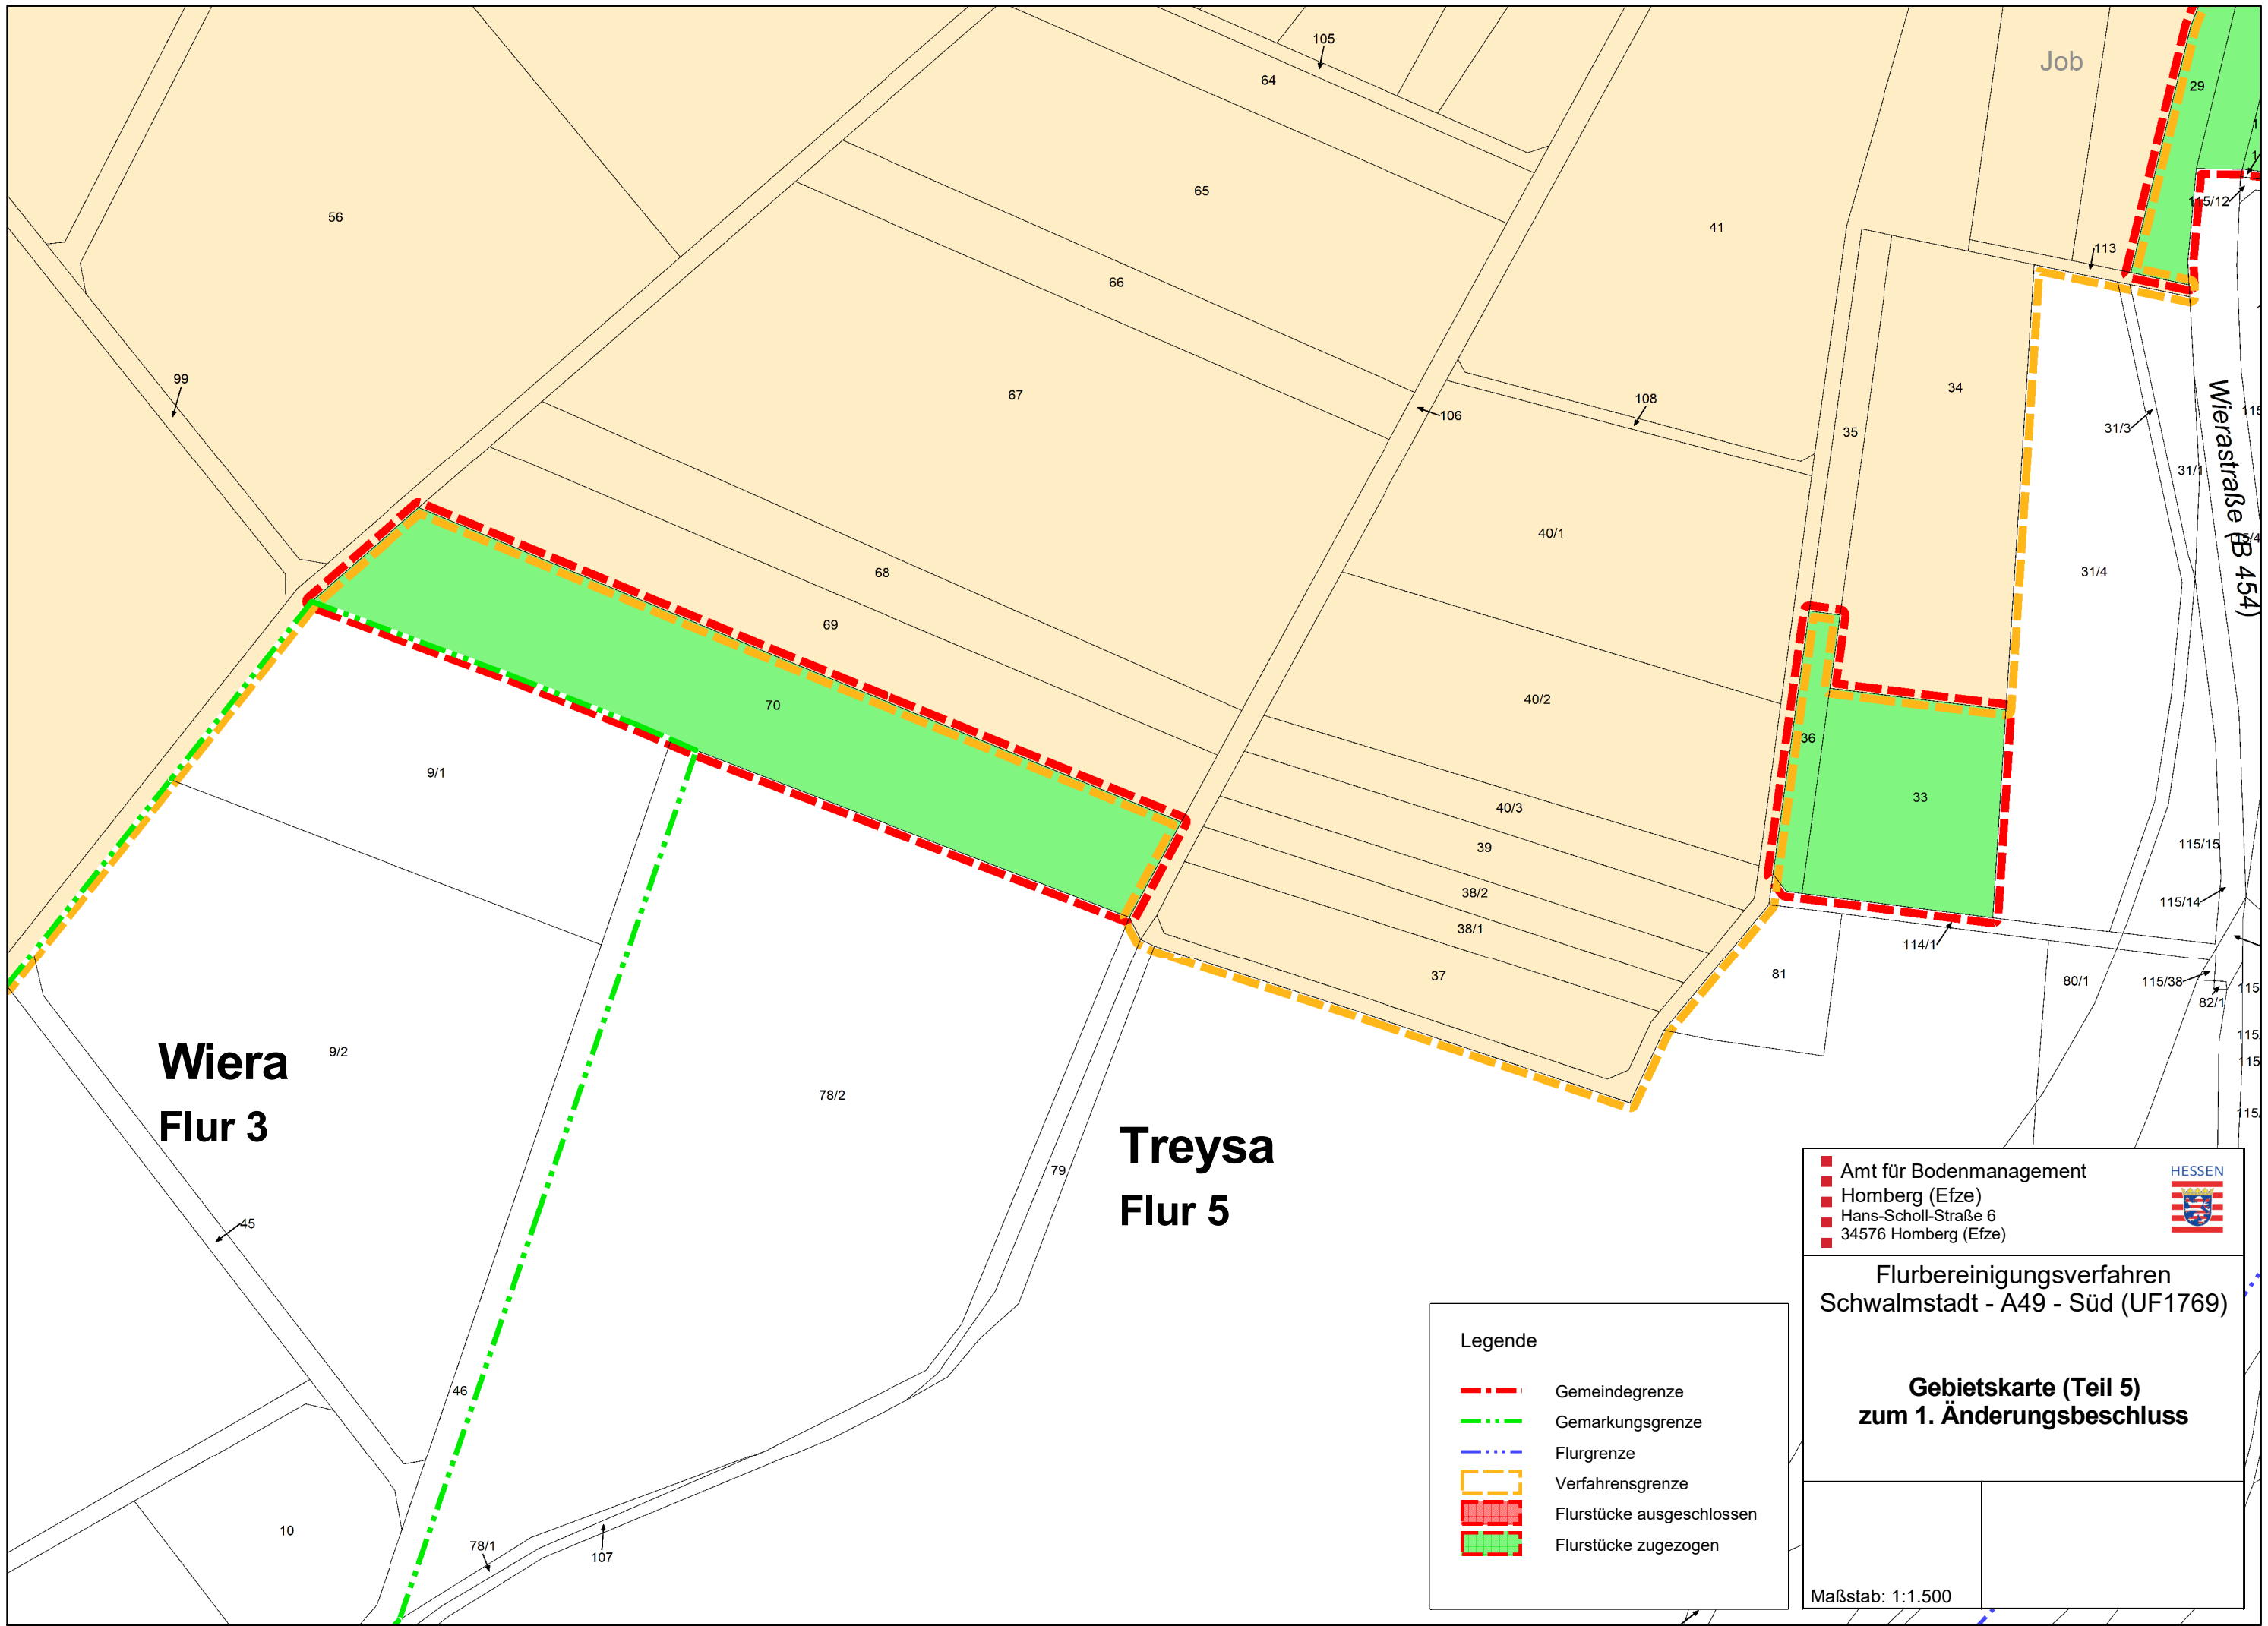 105
64
Job
29
115/12
65
56
41
113
66
99
67
34
108
106
35
31/3
31/1
Wierastraße (B 454)
40/1
68
31/4
69
40/2
70
36
9/1
33
40/3
39
115/15
38/2
115/14
38/1
114/1
37
81
80/1
115/38
82/1
9/2
Wiera
Flur 3
78/2
Treysa
Flur 5
79
45
46
10
78/1
107
Legende
Gemeindegrenze
Gemarkungsgrenze
Flurgrenze
Verfahrensgrenze
Flurstücke ausgeschlossen
Flurstücke zugezogen
Amt für Bodenmanagement
Homberg (Efze)
Hans-Scholl-Straße 6
34576 Homberg (Efze)
HESSEN
Flurbereinigungsverfahren
Schwalmstadt - A49 - Süd (UF1769)
Gebietskarte (Teil 5)
zum 1. Änderungsbeschluss
Maßstab: 1:1.500